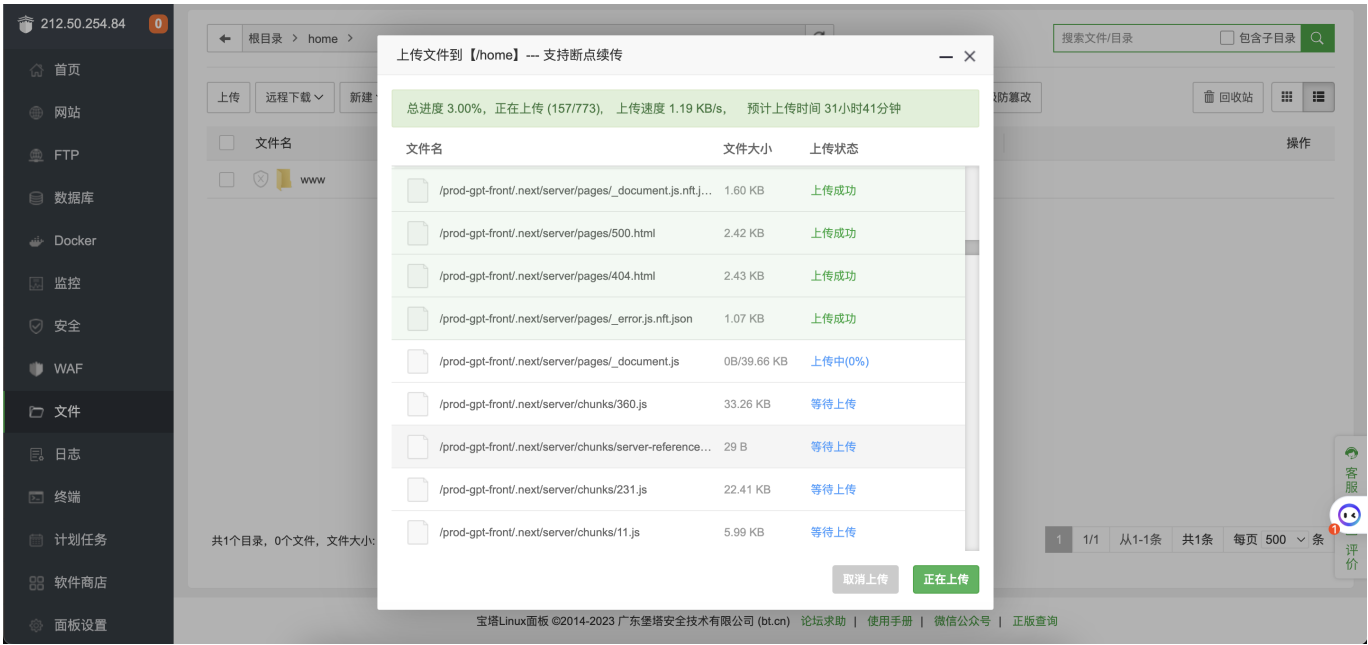 212.50.254.84 0
首页
网站
FTP
数据库
Docker
监控
安全
WAF
文件
日志
终端
计划任务
软件商店
面板设置
根目录 > home >
搜索文件/目录 包含子目录
上传 远程下载 新建
防篡改 回收站
文件名 操作
www
上传文件到【/home】--- 支持断点续传
总进度 3.00%，正在上传 (157/773)， 上传速度 1.19 KB/s， 预计上传时间 31小时41分钟
文件名 文件大小 上传状态
/prod-gpt-front/.next/server/pages/_document.js.nft.j... 1.60 KB 上传成功
/prod-gpt-front/.next/server/pages/500.html 2.42 KB 上传成功
/prod-gpt-front/.next/server/pages/404.html 2.43 KB 上传成功
/prod-gpt-front/.next/server/pages/_error.js.nft.json 1.07 KB 上传成功
/prod-gpt-front/.next/server/pages/_document.js 0B/39.66 KB 上传中(0%)
/prod-gpt-front/.next/server/chunks/360.js 33.26 KB 等待上传
/prod-gpt-front/.next/server/chunks/server-reference... 29 B 等待上传
/prod-gpt-front/.next/server/chunks/231.js 22.41 KB 等待上传
/prod-gpt-front/.next/server/chunks/11.js 5.99 KB 等待上传
取消上传 正在上传
共1个目录，0个文件，文件大小:
1 1/1 从1-1条 共1条 每页 500 条
客服
1
评价
宝塔Linux面板 ©2014-2023 广东堡塔安全技术有限公司 (bt.cn) 论坛求助 | 使用手册 | 微信公众号 | 正版查询